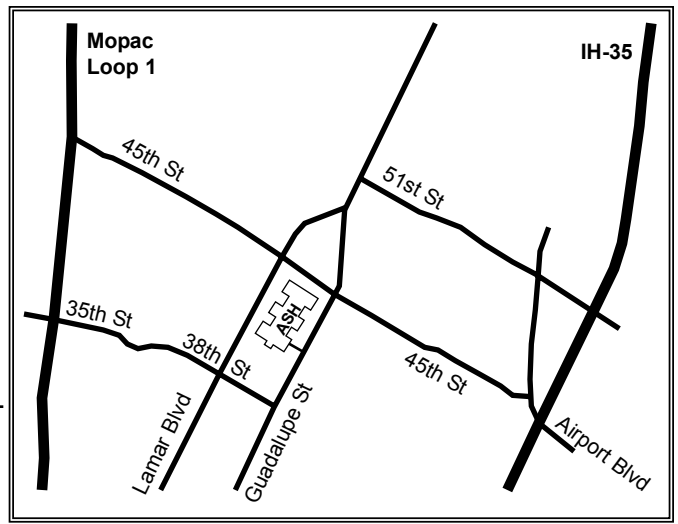 Mopac
Loop 1
IH-35
45th St
51st St
35th St
38th St
ASH
45th St
Lamar Blvd
Guadalupe St
Airport Blvd